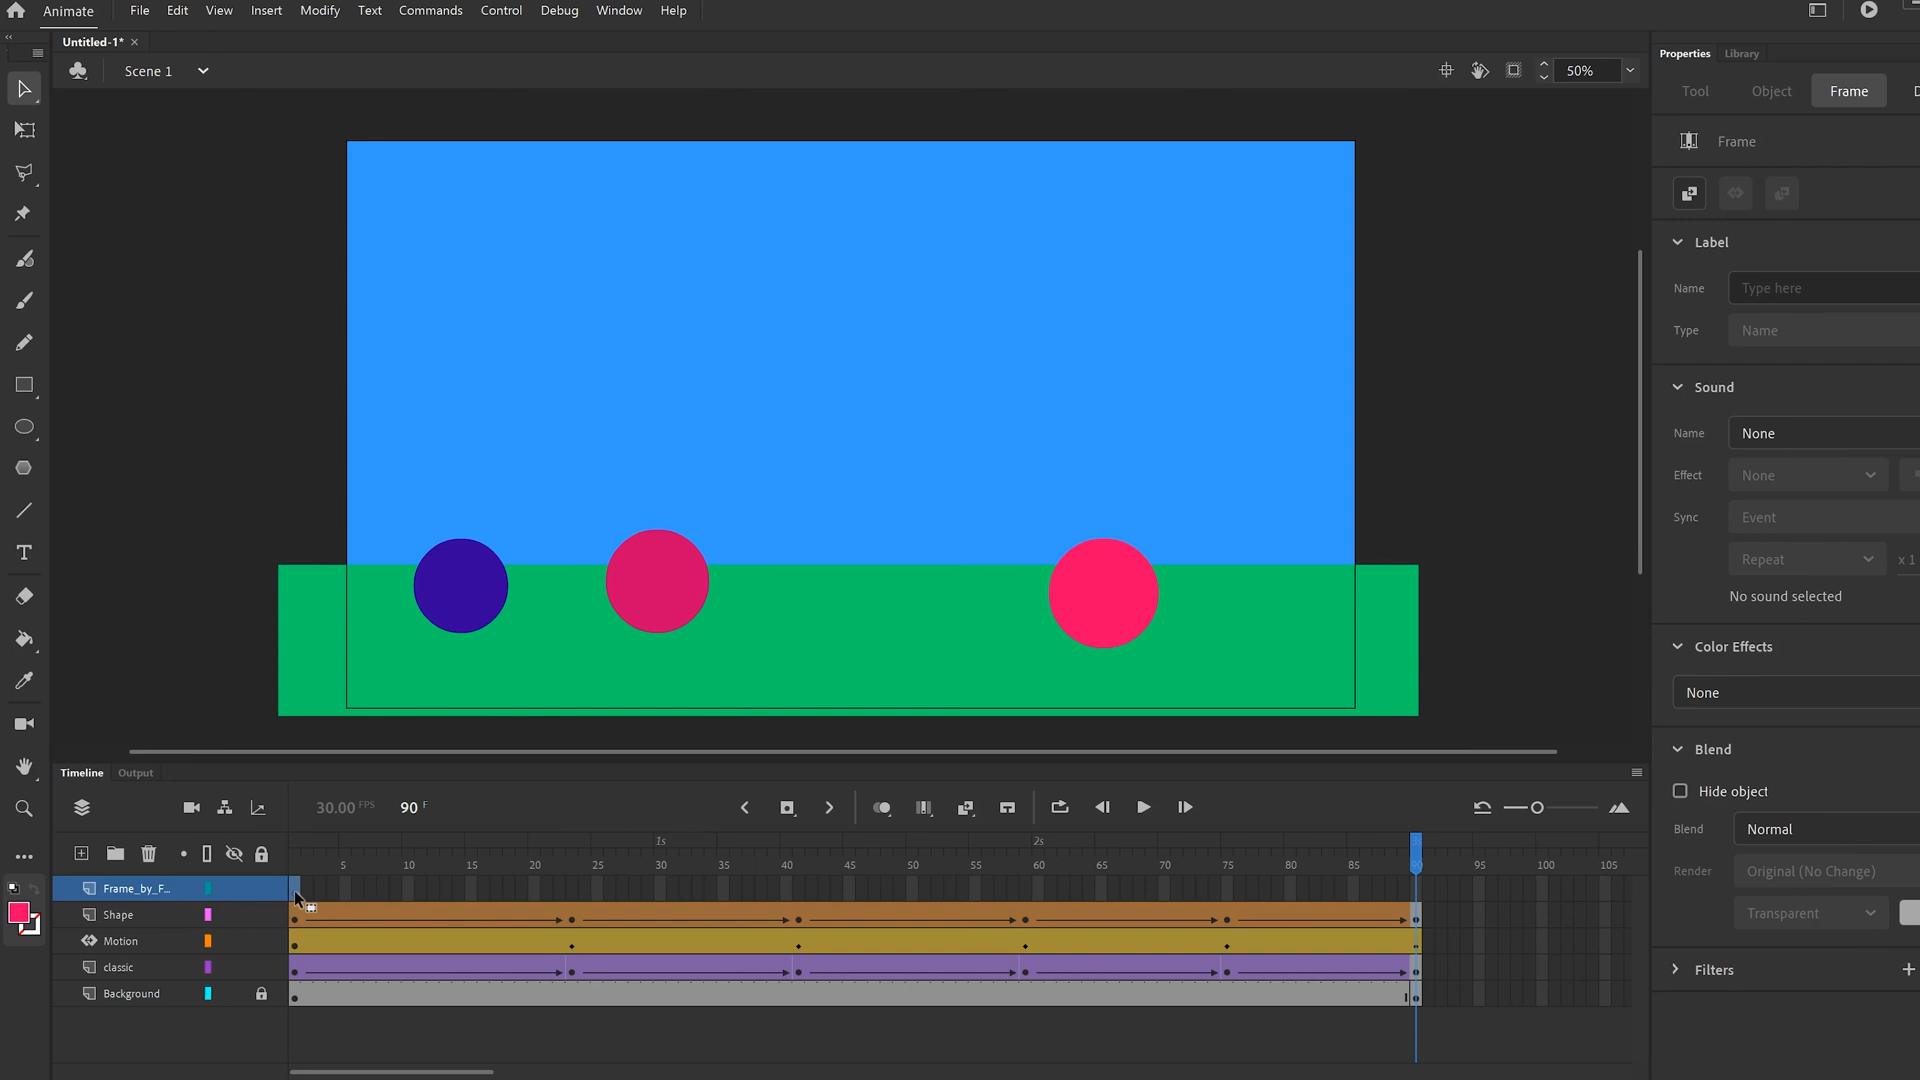 Animate File Edit View Insert Modify Text Commands Control Debug Window Help
Untitled-1*
Scene 1
50%
Properties Library
Tool Object Frame
Frame
Label
Name Type here
Type Name
Sound
Name None
Effect None
Sync Event
Repeat x 1
No sound selected
Color Effects
None
Blend
Hide object
Blend Normal
Render Original (No Change)
Transparent
Filters
Timeline Output
30.00 FPS 90 F
1s 2s
5 10 15 20 25 30 35 40 45 50 55 60 65 70 75 80 85 90 95 100 105
Frame_by_F...
Shape
Motion
classic
Background